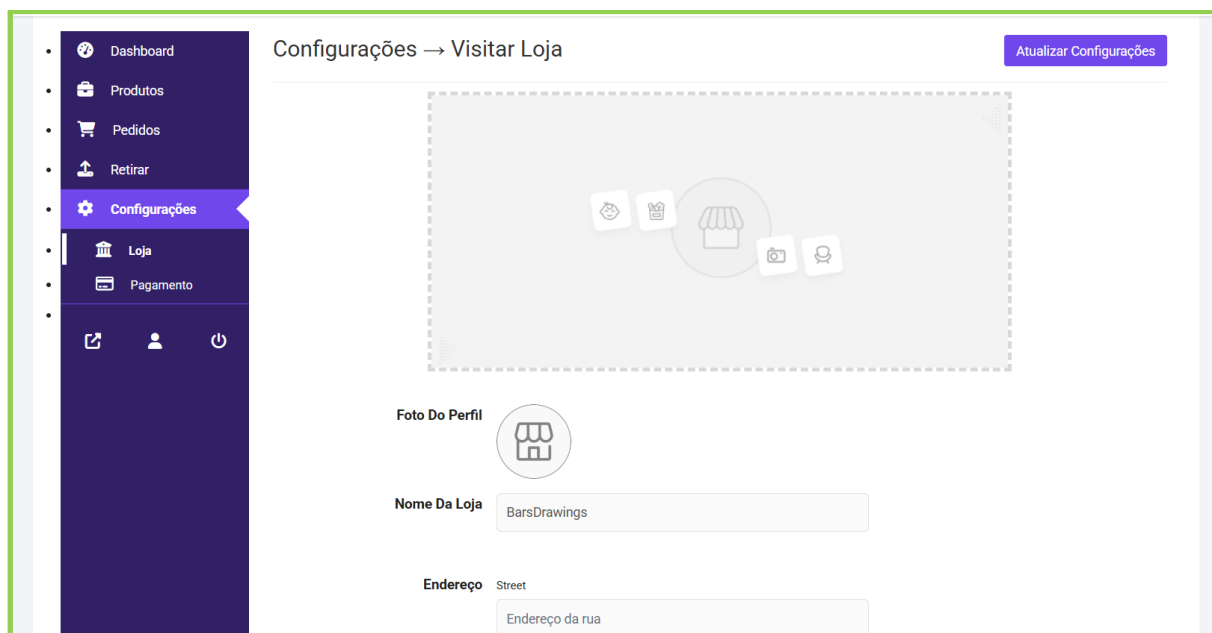 Dashboard
Produtos
Pedidos
Retirar
Configurações
Loja
Pagamento
Configurações → Visitar Loja
Atualizar Configurações
Foto Do Perfil
Nome Da Loja
BarsDrawings
Endereço
Street
Endereço da rua